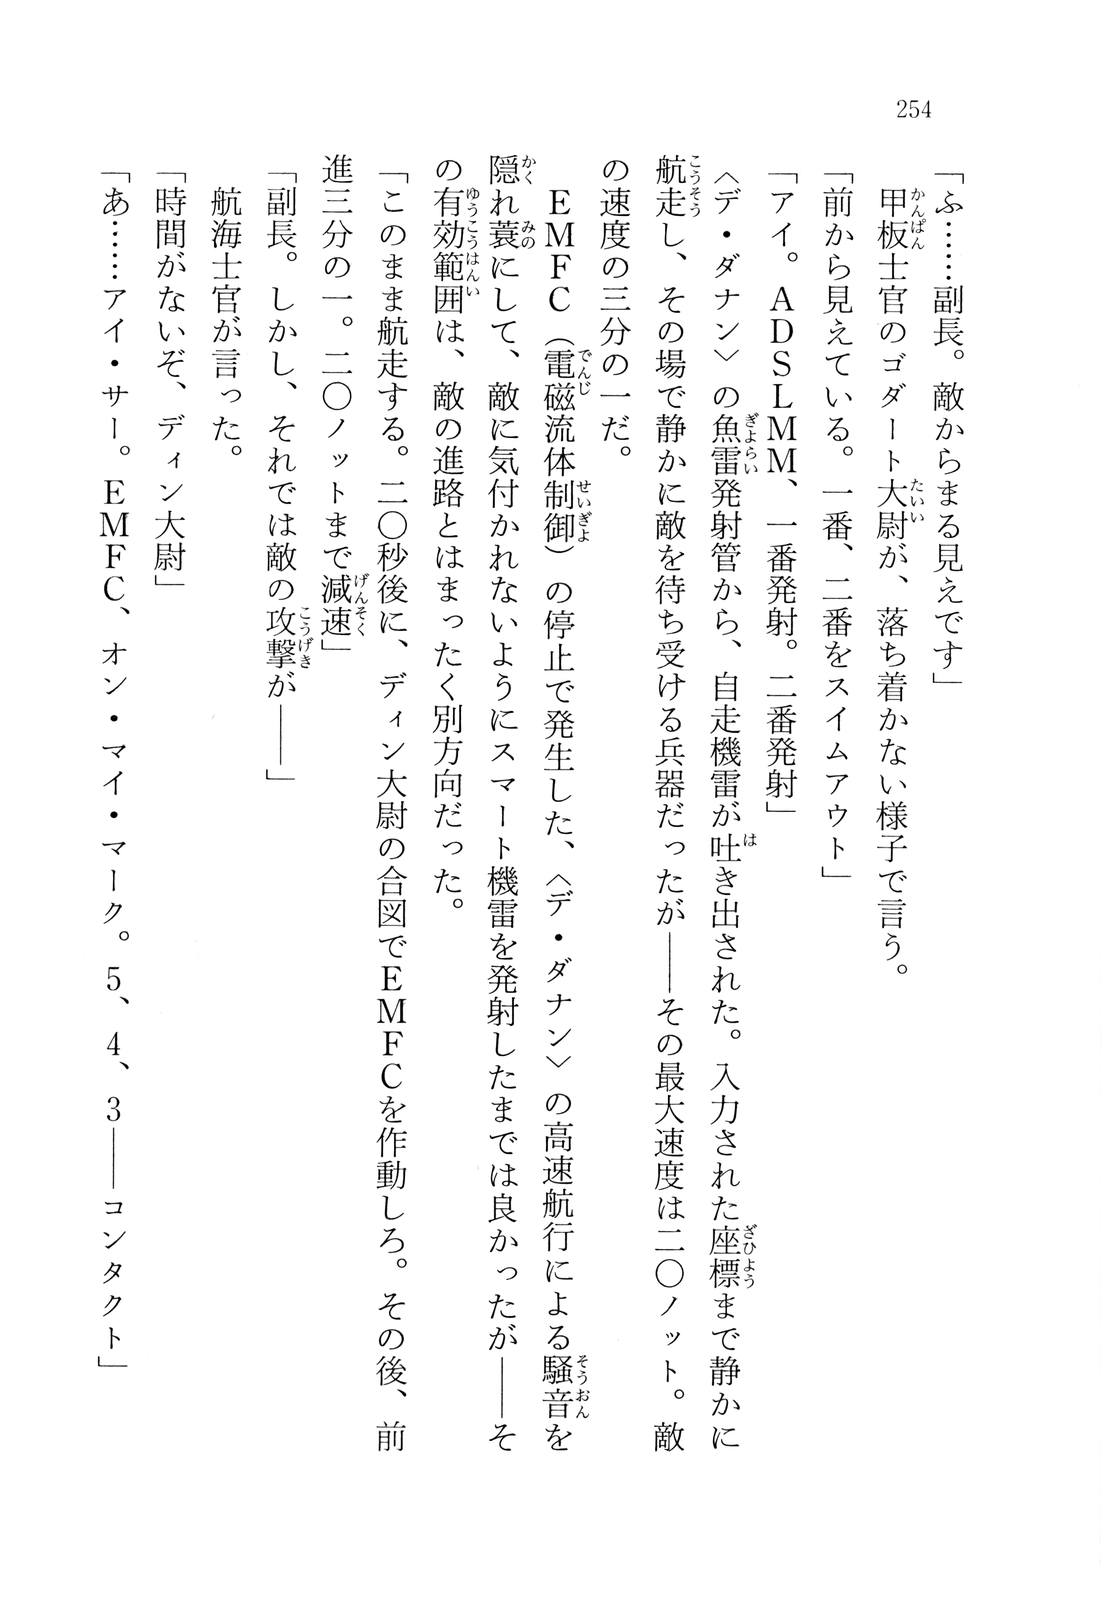 254
「ふ……副長。敵からまる見えです」
甲板士官のゴダート大尉が、落ち着かない様子で言う。
「前から見えている。一番、二番をスイムアウト」
「アイ。ADSLMM、一番発射。二番発射」
〈デ・ダナン〉の魚雷発射管から、自走機雷が吐き出された。入力された座標まで静かに
航走し、その場で静かに敵を待ち受ける兵器だったが――その最大速度は二〇ノット。敵
の速度の三分の一だ。
EMFC（電磁流体制御）の停止で発生した、〈デ・ダナン〉の高速航行による騒音を
隠れ蓑にして、敵に気付かれないようにスマート機雷を発射したまでは良かったが――そ
の有効範囲は、敵の進路とはまったく別方向だった。
「このまま航走する。二〇秒後に、ディン大尉の合図でEMFCを作動しろ。その後、前
進三分の一。二〇ノットまで減速」
「副長。しかし、それでは敵の攻撃が――」
航海士官が言った。
「時間がないぞ、ディン大尉」
「あ……アイ・サー。EMFC、オン・マイ・マーク。5、4、3――コンタクト」